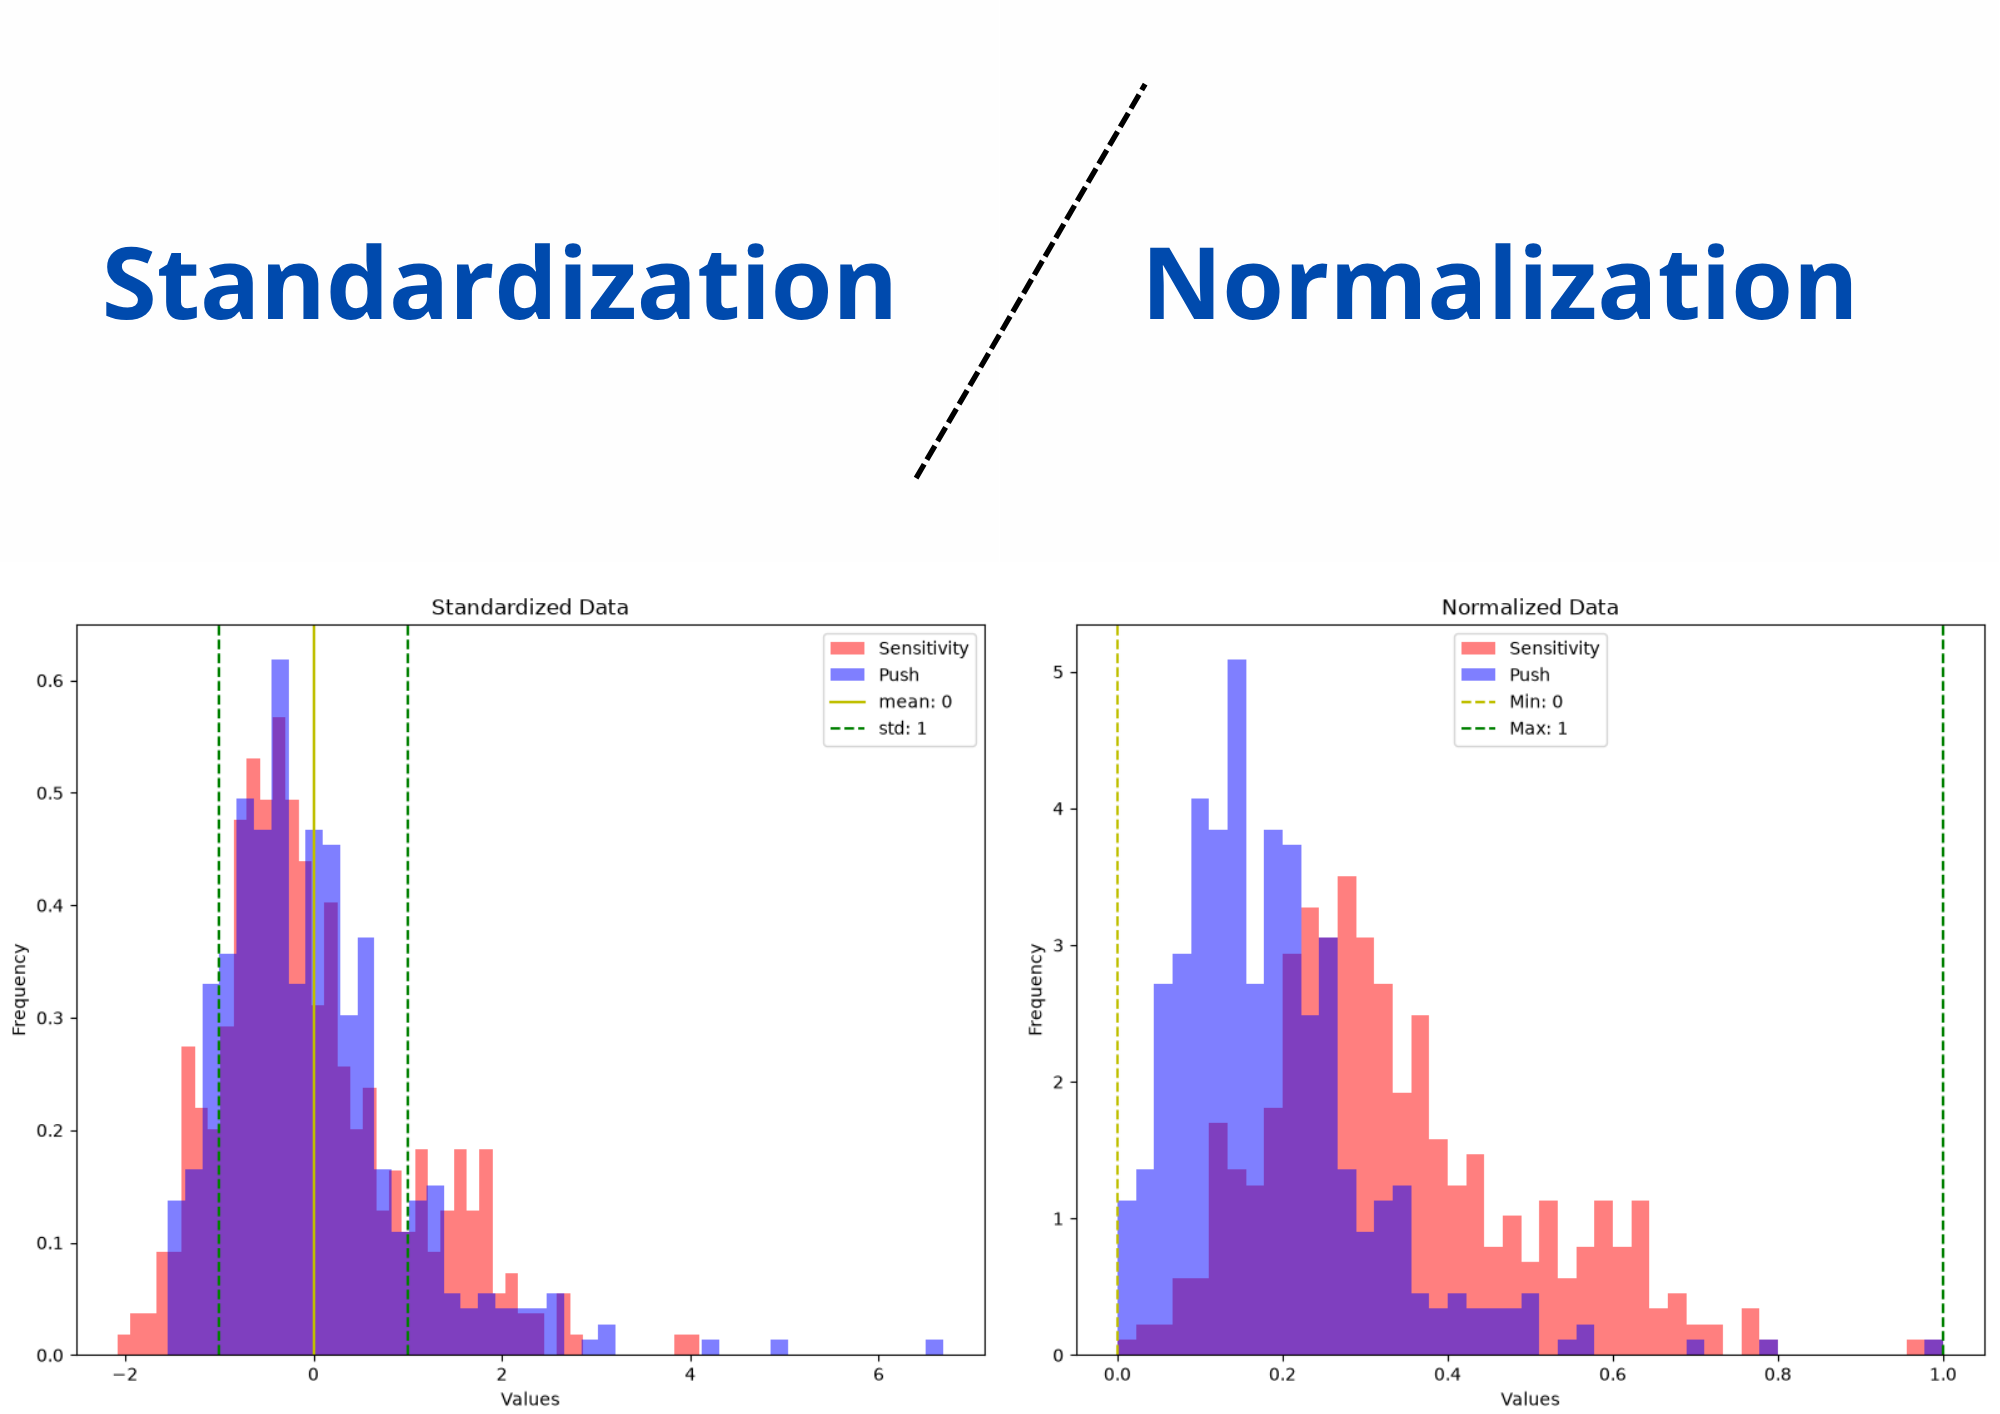 Standardization
Normalization
Standardized Data
Sensitivity
Push
mean: 0
std: 1
0.6
0.5
0.4
0.3
0.2
0.1
0.0
Frequency
−2
0
2
4
6
Values
Normalized Data
Sensitivity
Push
Min: 0
Max: 1
5
4
3
2
1
0
Frequency
0.0
0.2
0.4
0.6
0.8
1.0
Values